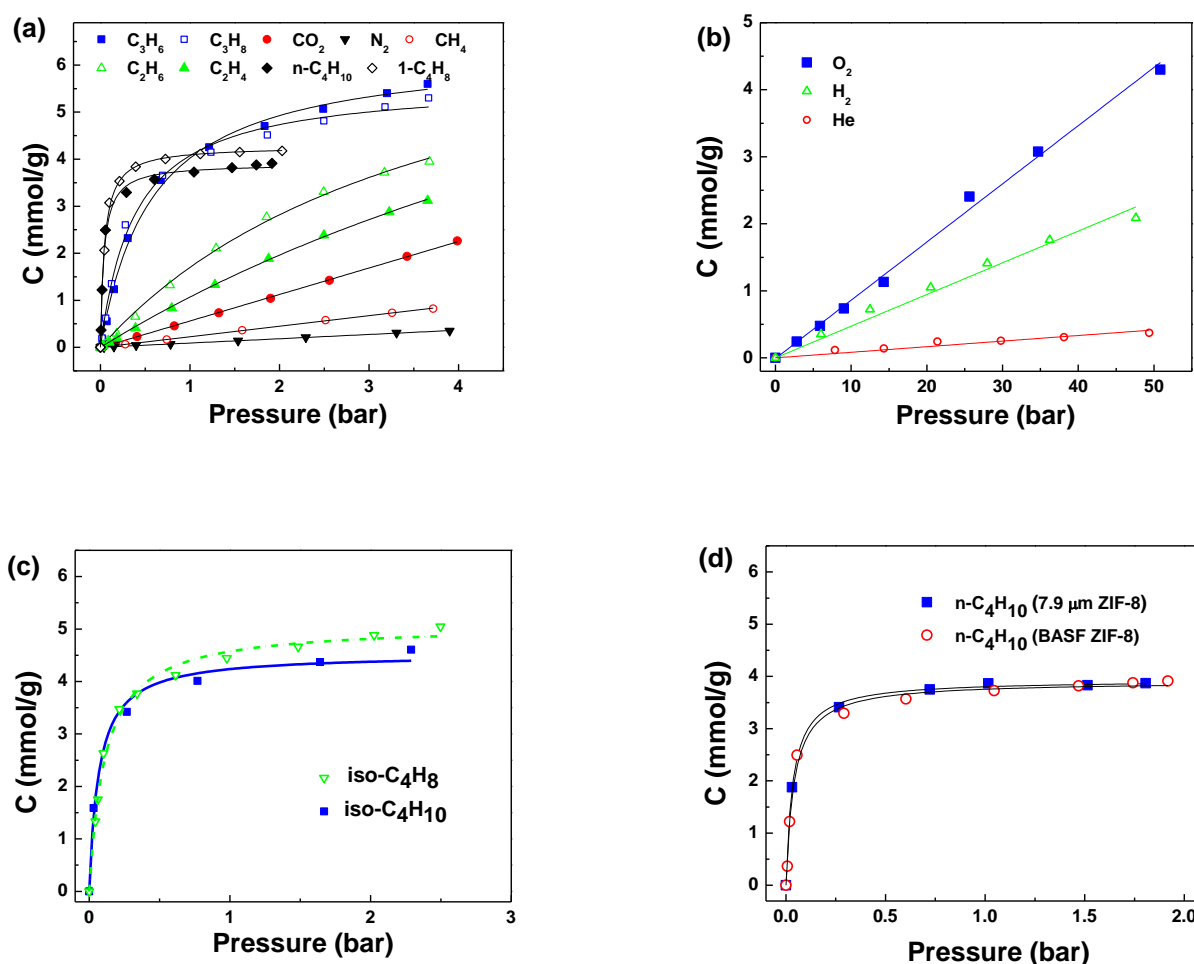 (a)
C3H6 C3H8 CO2 N2 CH4
C2H6 C2H4 n-C4H10 1-C4H8
C (mmol/g)
6
5
4
3
2
1
0
0 1 2 3 4
Pressure (bar)
(b)
O2
H2
He
C (mmol/g)
5
4
3
2
1
0
0 10 20 30 40 50
Pressure (bar)
(c)
C (mmol/g)
6
5
4
3
2
1
0
iso-C4H8
iso-C4H10
0 1 2 3
Pressure (bar)
(d)
n-C4H10 (7.9 μm ZIF-8)
n-C4H10 (BASF ZIF-8)
C (mmol/g)
6
5
4
3
2
1
0
0.0 0.5 1.0 1.5 2.0
Pressure (bar)